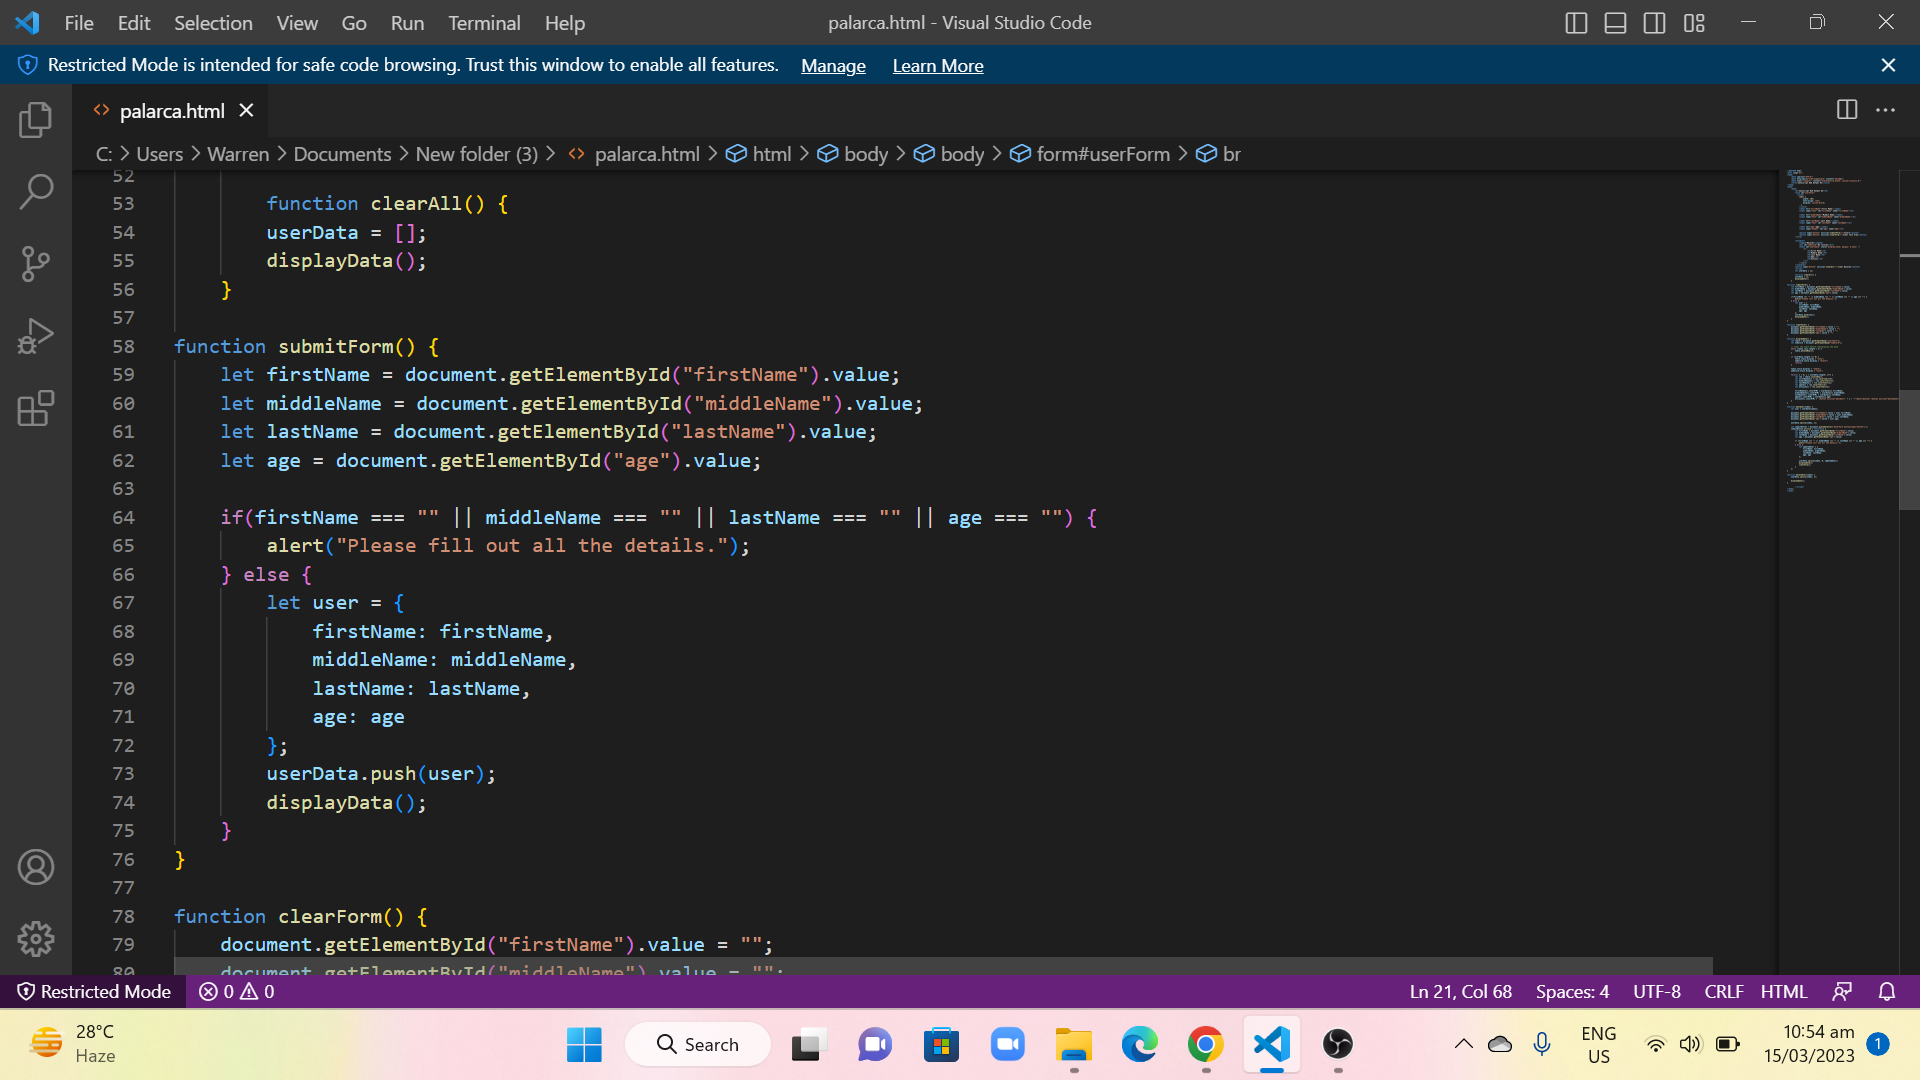 File Edit Selection View Go Run Terminal Help
palarca.html - Visual Studio Code
Restricted Mode is intended for safe code browsing. Trust this window to enable all features. Manage Learn More
palarca.html
C: > Users > Warren > Documents > New folder (3) > <> palarca.html > html > body > body > form#userForm > br
52
53 function clearAll() {
54 userData = [];
55 displayData();
56 }
57
58 function submitForm() {
59 let firstName = document.getElementById("firstName").value;
60 let middleName = document.getElementById("middleName").value;
61 let lastName = document.getElementById("lastName").value;
62 let age = document.getElementById("age").value;
63
64 if(firstName === "" || middleName === "" || lastName === "" || age === "") {
65 alert("Please fill out all the details.");
66 } else {
67 let user = {
68 firstName: firstName,
69 middleName: middleName,
70 lastName: lastName,
71 age: age
72 };
73 userData.push(user);
74 displayData();
75 }
76 }
77
78 function clearForm() {
79 document.getElementById("firstName").value = "";
80 document.getElementById("middleName").value = "";
Restricted Mode 0 0 Ln 21, Col 68 Spaces: 4 UTF-8 CRLF HTML
28°C
Haze
Search
ENG
US
10:54 am
15/03/2023
1